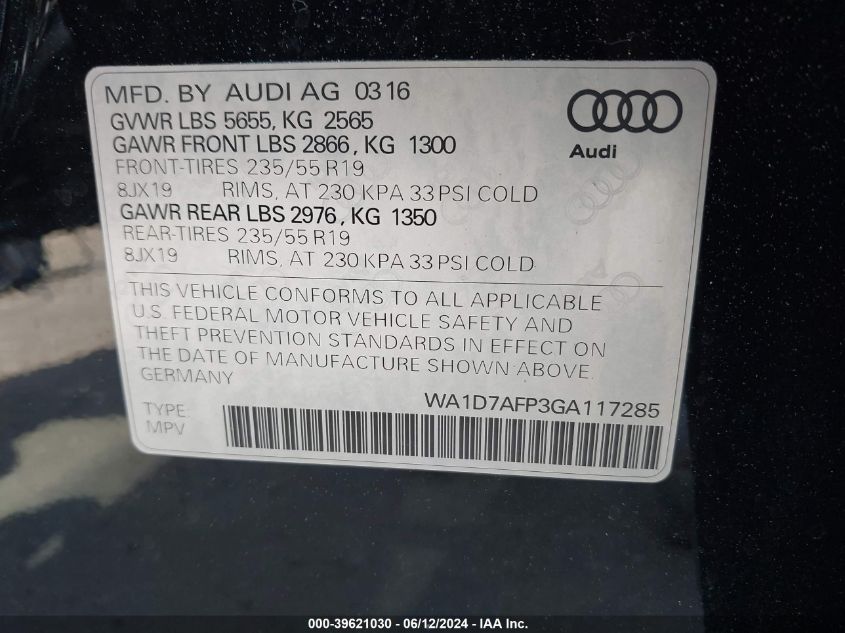 MFD. BY AUDI AG 0316
GVWR LBS 5655, KG 2565
GAWR FRONT LBS 2866, KG 1300
FRONT-TIRES 235/55 R19
8JX19 RIMS, AT 230 KPA 33 PSI COLD
GAWR REAR LBS 2976, KG 1350
REAR-TIRES 235/55 R19
8JX19 RIMS, AT 230 KPA 33 PSI COLD
Audi
THIS VEHICLE CONFORMS TO ALL APPLICABLE
U.S. FEDERAL MOTOR VEHICLE SAFETY AND
THEFT PREVENTION STANDARDS IN EFFECT ON
THE DATE OF MANUFACTURE SHOWN ABOVE.
GERMANY
WA1D7AFP3GA117285
TYPE:
MPV
000-39621030 - 06/12/2024 - IAA Inc.